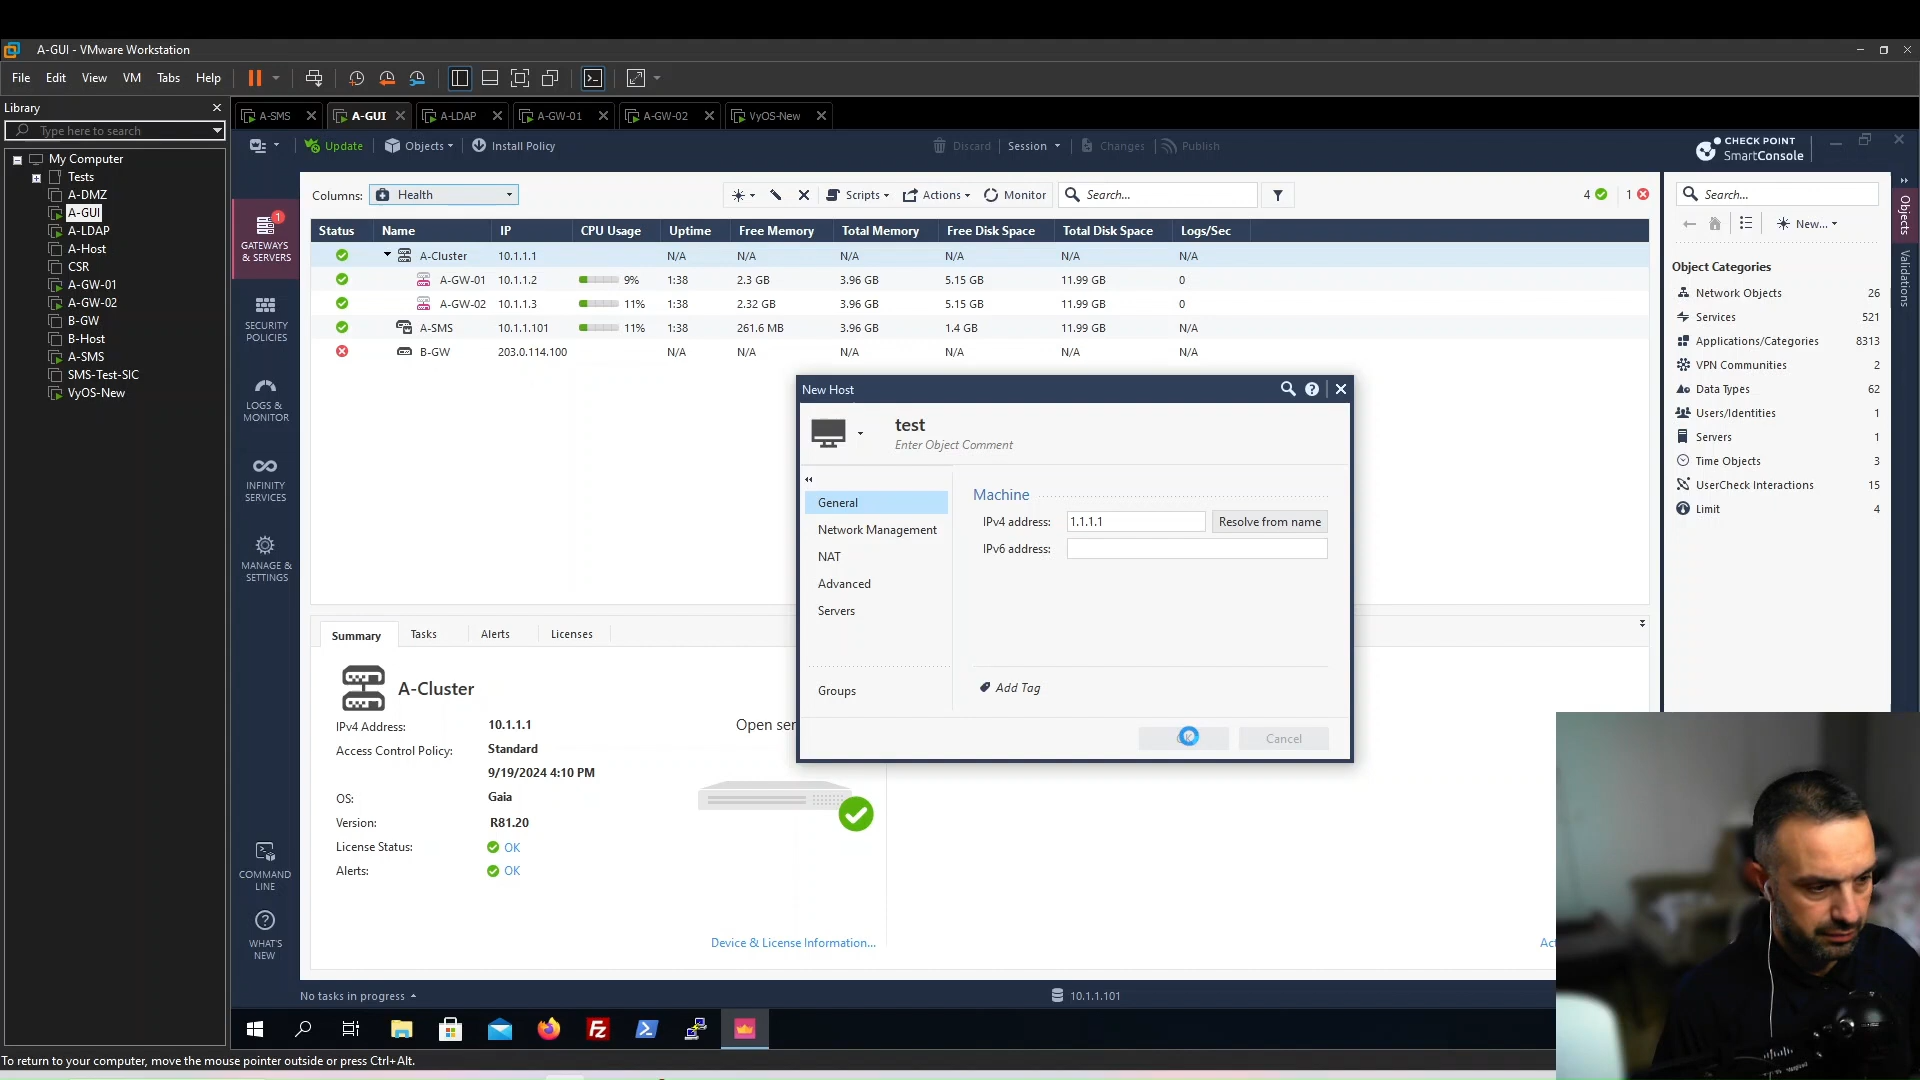 A-GUI - VMware Workstation
File Edit View VM Tabs Help
Library
Type here to search
My Computer
Tests
A-DMZ
A-GUI
A-LDAP
A-Host
CSR
A-GW-01
A-GW-02
B-GW
B-Host
A-SMS
SMS-Test-SIC
VyOS-New
A-SMS A-GUI A-LDAP A-GW-01 A-GW-02 VyOS-New
Update Objects Install Policy Discard Session Changes Publish
CHECK POINT
SmartConsole
GATEWAYS
& SERVERS
1
SECURITY
POLICIES
LOGS &
MONITOR
INFINITY
SERVICES
MANAGE &
SETTINGS
COMMAND
LINE
WHAT'S
NEW
Columns: Health Scripts Actions Monitor Search... 4 1
Status Name IP CPU Usage Uptime Free Memory Total Memory Free Disk Space Total Disk Space Logs/Sec
A-Cluster 10.1.1.1 N/A N/A N/A N/A N/A N/A
A-GW-01 10.1.1.2 9% 1:38 2.3 GB 3.96 GB 5.15 GB 11.99 GB 0
A-GW-02 10.1.1.3 11% 1:38 2.32 GB 3.96 GB 5.15 GB 11.99 GB 0
A-SMS 10.1.1.101 11% 1:38 261.6 MB 3.96 GB 1.4 GB 11.99 GB N/A
B-GW 203.0.114.100 N/A N/A N/A N/A N/A N/A
New Host
test
Enter Object Comment
General
Network Management
NAT
Advanced
Servers
Groups
Machine
IPv4 address: 1.1.1.1 Resolve from name
IPv6 address:
Add Tag
Cancel
Summary Tasks Alerts Licenses
A-Cluster
IPv4 Address: 10.1.1.1
Access Control Policy: Standard
9/19/2024 4:10 PM
OS: Gaia
Version: R81.20
License Status: OK
Alerts: OK
Open ser
Device & License Information...
Act
Search...
New...
Object Categories
Network Objects 26
Services 521
Applications/Categories 8313
VPN Communities 2
Data Types 62
Users/Identities 1
Servers 1
Time Objects 3
UserCheck Interactions 15
Limit 4
Objects
Validations
No tasks in progress 10.1.1.101
To return to your computer, move the mouse pointer outside or press Ctrl+Alt.